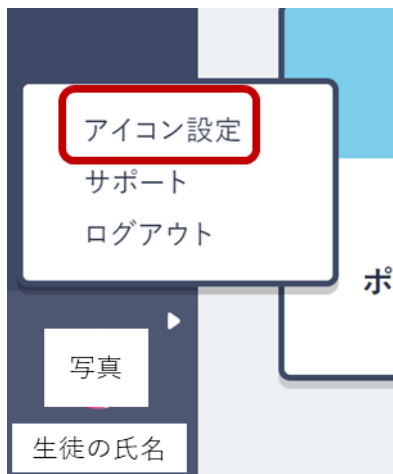 アイコン設定
サポート
ログアウト
ポ
写真
生徒の氏名